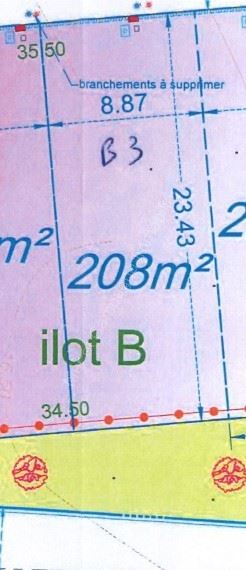 35.50
branchements à supprimer
8.87
B3
23.43
m²
208m²
2
ilot B
34.50